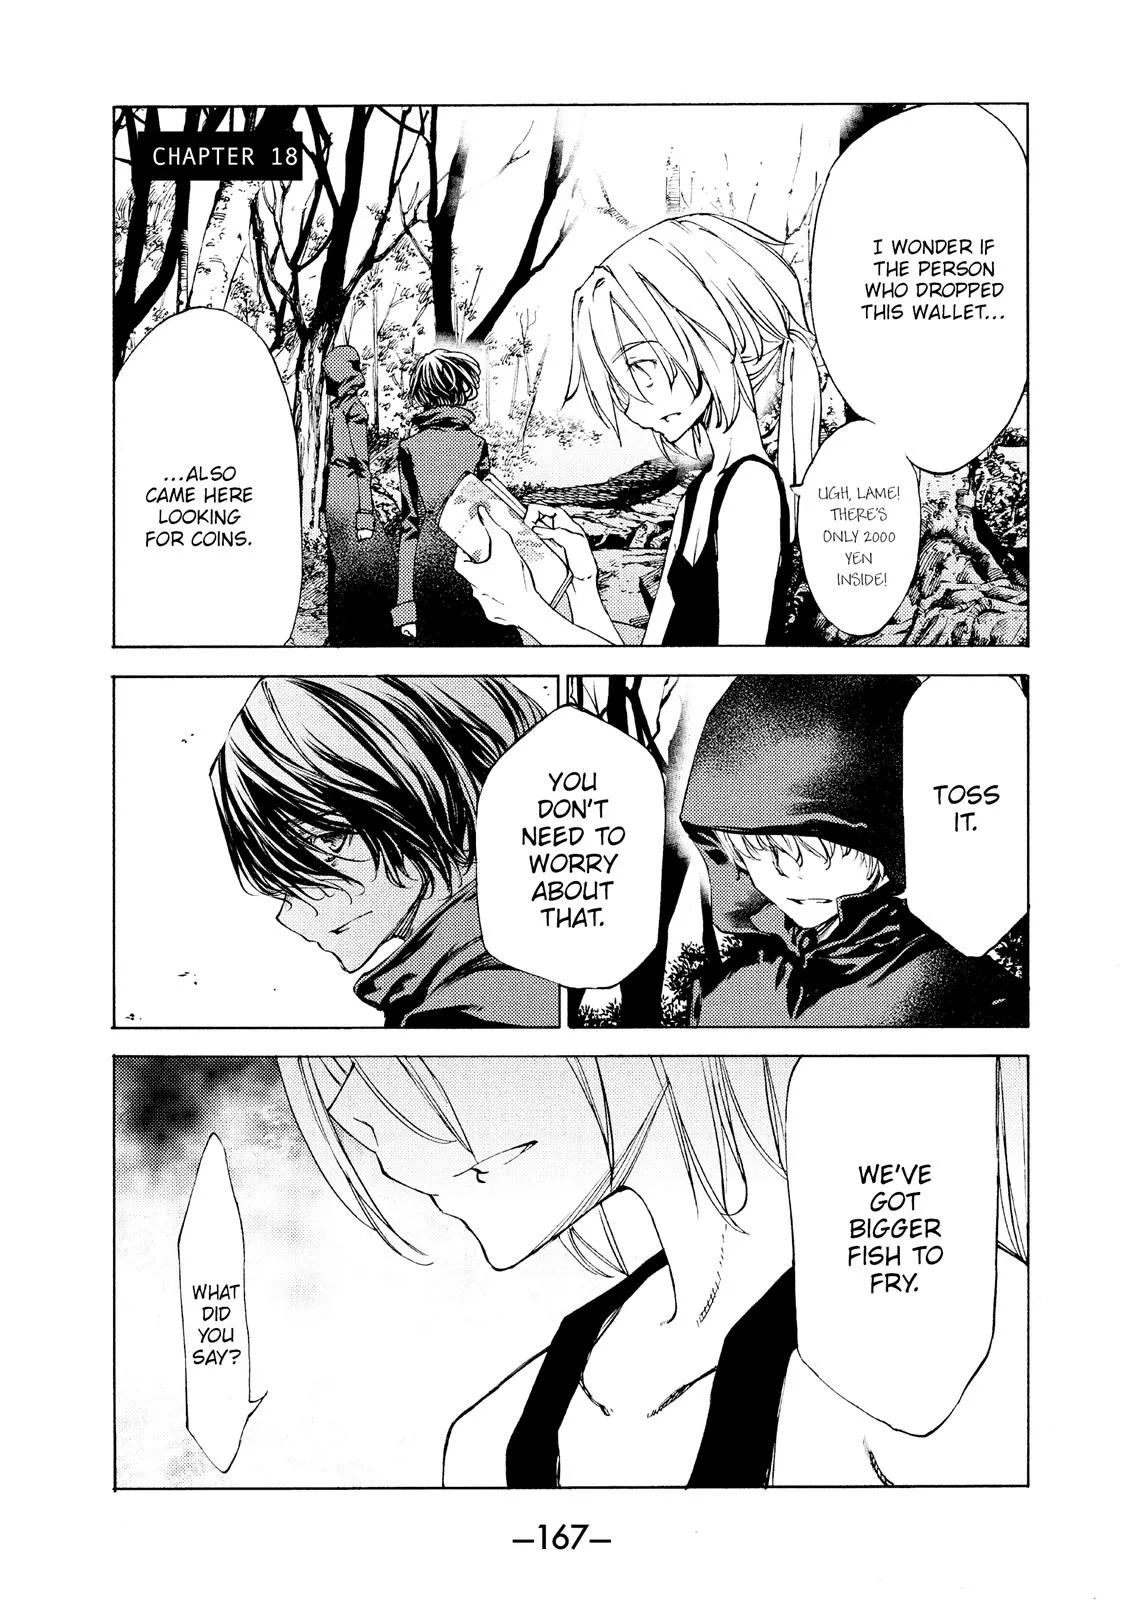 CHAPTER 18
I WONDER IF
THE PERSON
WHO DROPPED
THIS WALLET...
UGH, LAME!
THERE'S
ONLY 2000
YEN
INSIDE!
...ALSO
CAME HERE
LOOKING
FOR COINS.
TOSS
IT.
YOU
DON'T
NEED TO
WORRY
ABOUT
THAT.
WE'VE
GOT
BIGGER
FISH TO
FRY.
WHAT
DID
YOU
SAY?
-167-